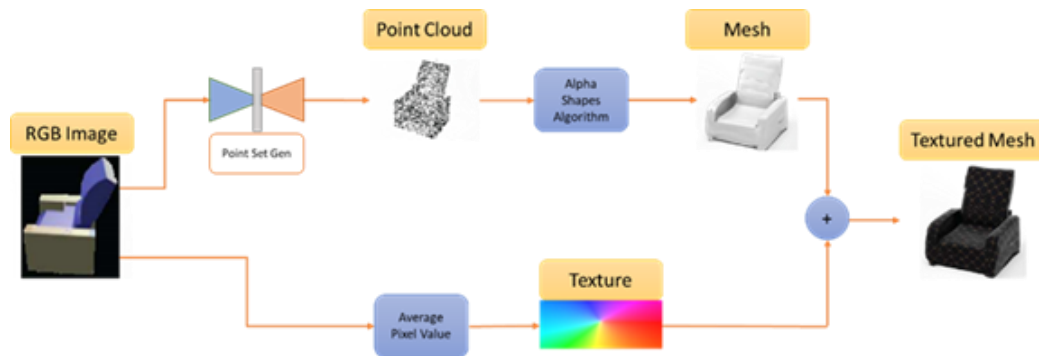 Point Cloud
Mesh
Alpha
Shapes
Algorithm
RGB Image
Point Set Gen
Textured Mesh
+
Texture
Average
Pixel Value